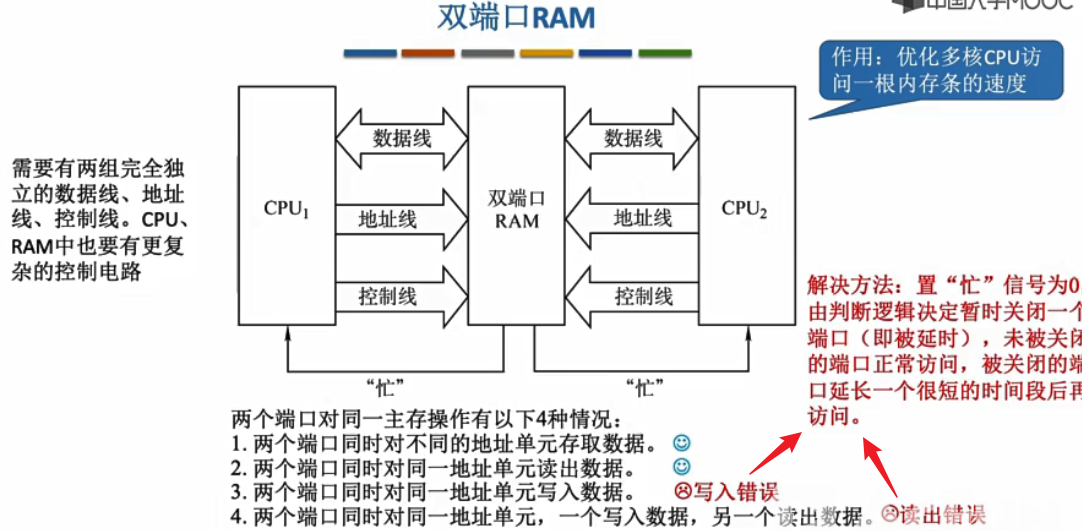 中国大学MOOC
双端口RAM
作用：优化多核CPU访
问一根内存条的速度
需要有两组完全独
立的数据线、地址
线、控制线。CPU、
RAM中也要有更复
杂的控制电路
CPU₁
数据线
地址线
控制线
双端口
RAM
数据线
地址线
控制线
CPU₂
“忙”
“忙”
解决方法：置“忙”信号为0
由判断逻辑决定暂时关闭一个
端口（即被延时），未被关闭
的端口正常访问，被关闭的端
口延长一个很短的时间段后再
访问。
两个端口对同一主存操作有以下4种情况：
1. 两个端口同时对不同的地址单元存取数据。
2. 两个端口同时对同一地址单元读出数据。
3. 两个端口同时对同一地址单元写入数据。 写入错误
4. 两个端口同时对同一地址单元，一个写入数据，另一个读出数据。 读出错误